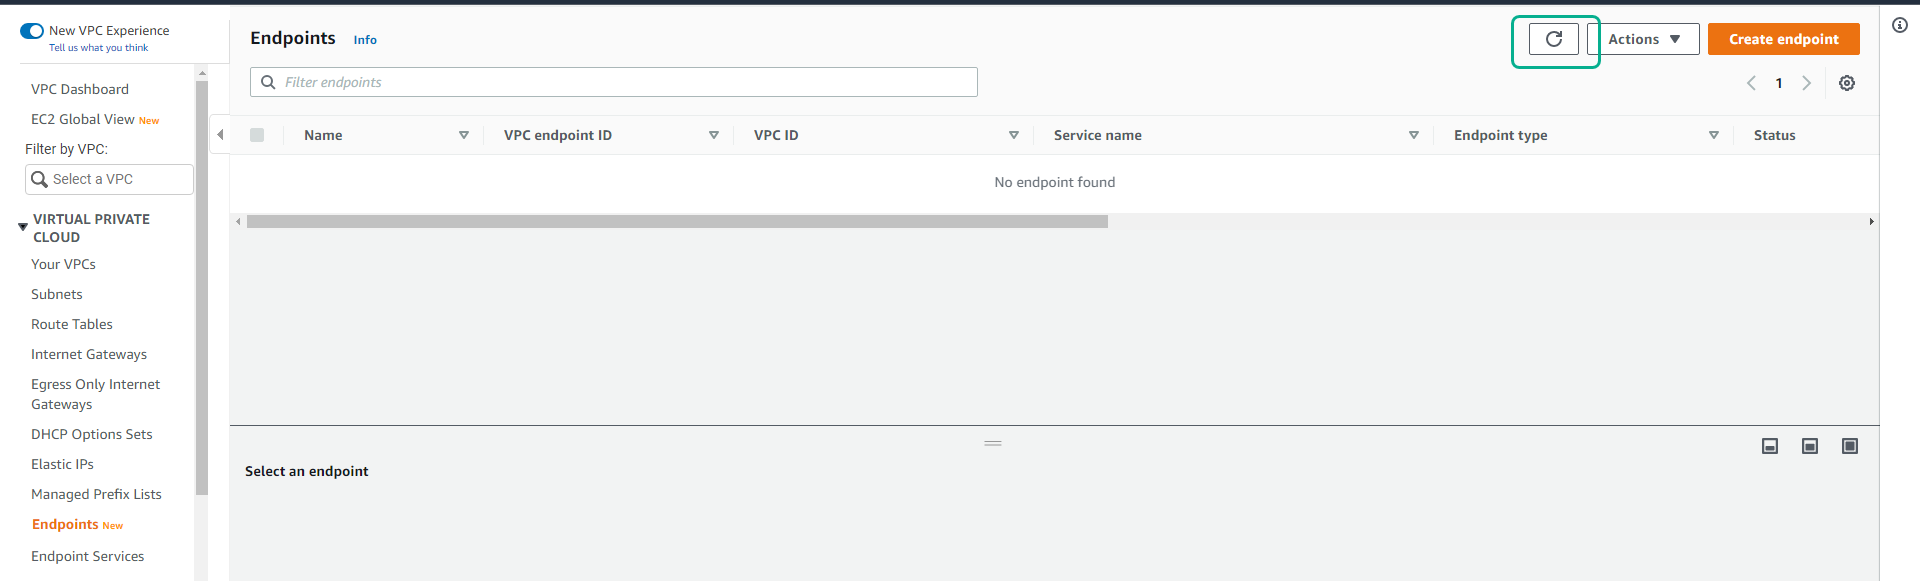 New VPC Experience
Tell us what you think
VPC Dashboard
EC2 Global View New
Filter by VPC:
Select a VPC
VIRTUAL PRIVATE
CLOUD
Your VPCs
Subnets
Route Tables
Internet Gateways
Egress Only Internet
Gateways
DHCP Options Sets
Elastic IPs
Managed Prefix Lists
Endpoints New
Endpoint Services
Endpoints Info
Actions
Create endpoint
Filter endpoints
1
Name VPC endpoint ID VPC ID Service name Endpoint type Status
No endpoint found
Select an endpoint